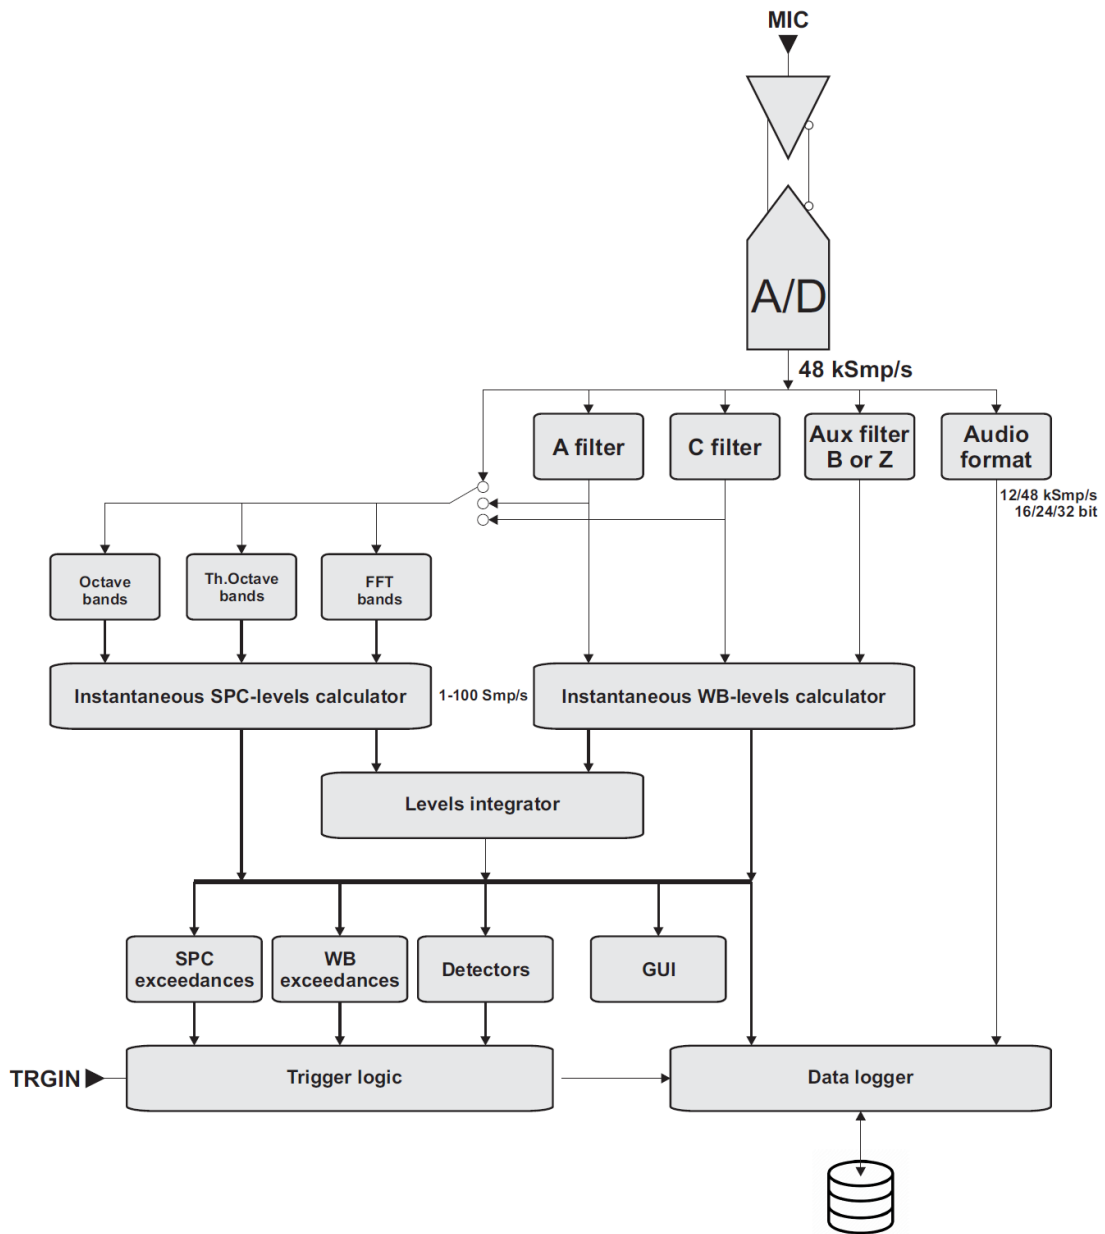 MIC
A/D
48 kSmp/s
A filter
C filter
Aux filter
B or Z
Audio
format
12/48 kSmp/s
16/24/32 bit
Octave
bands
Th.Octave
bands
FFT
bands
Instantaneous SPC-levels calculator
1-100 Smp/s
Instantaneous WB-levels calculator
Levels integrator
SPC
exceedances
WB
exceedances
Detectors
GUI
TRGIN
Trigger logic
Data logger